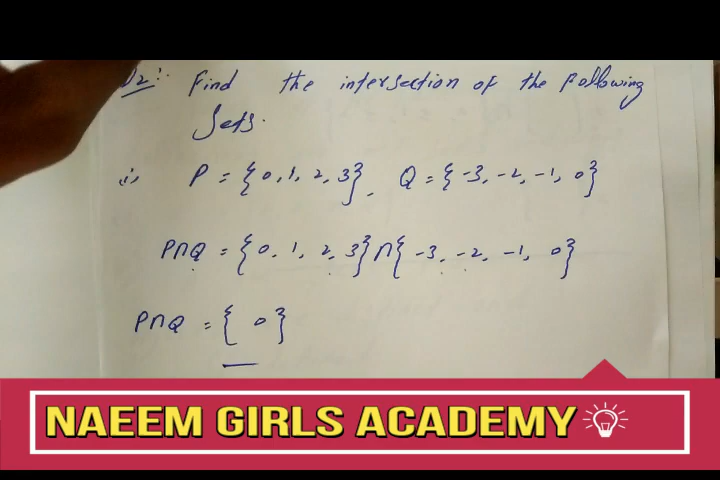 Q2:- Find the intersection of the following
Sets.
i, P = {0, 1, 2, 3}, Q = {-3, -2, -1, 0}
P∩Q = {0, 1, 2, 3} ∩ {-3, -2, -1, 0}
P∩Q = { 0}
NAEEM GIRLS ACADEMY